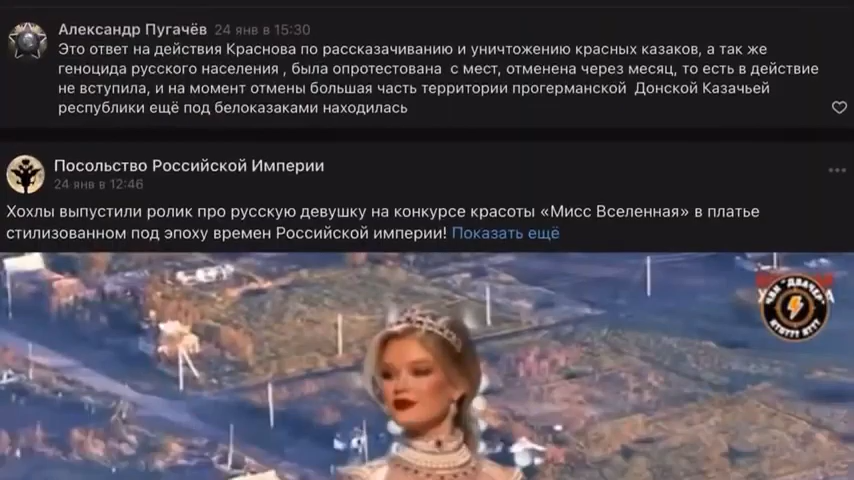 Александр Пугачёв 24 янв в 15:30
Это ответ на действия Краснова по рассказачиванию и уничтожению красных казаков, а так же
геноцида русского населения , была опротестована с мест, отменена через месяц, то есть в действие
не вступила, и на момент отмены большая часть территории прогерманской Донской Казачьей
республики ещё под белоказаками находилась
Посольство Российской Империи
24 янв в 12:46
Хохлы выпустили ролик про русскую девушку на конкурсе красоты «Мисс Вселенная» в платье
стилизованном под эпоху времен Российской империи! Показать ещё
ЧВК "ДВАЧЕР"